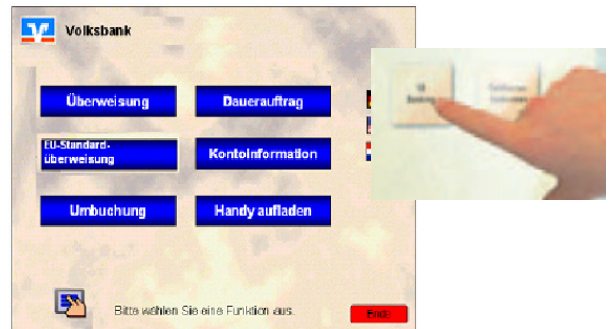 Volksbank
Überweisung
Dauerauftrag
EU-Standard-
überweisung
Kontoinformation
Umbuchung
Handy aufladen
Bitte wählen Sie eine Funktion aus.
Ende